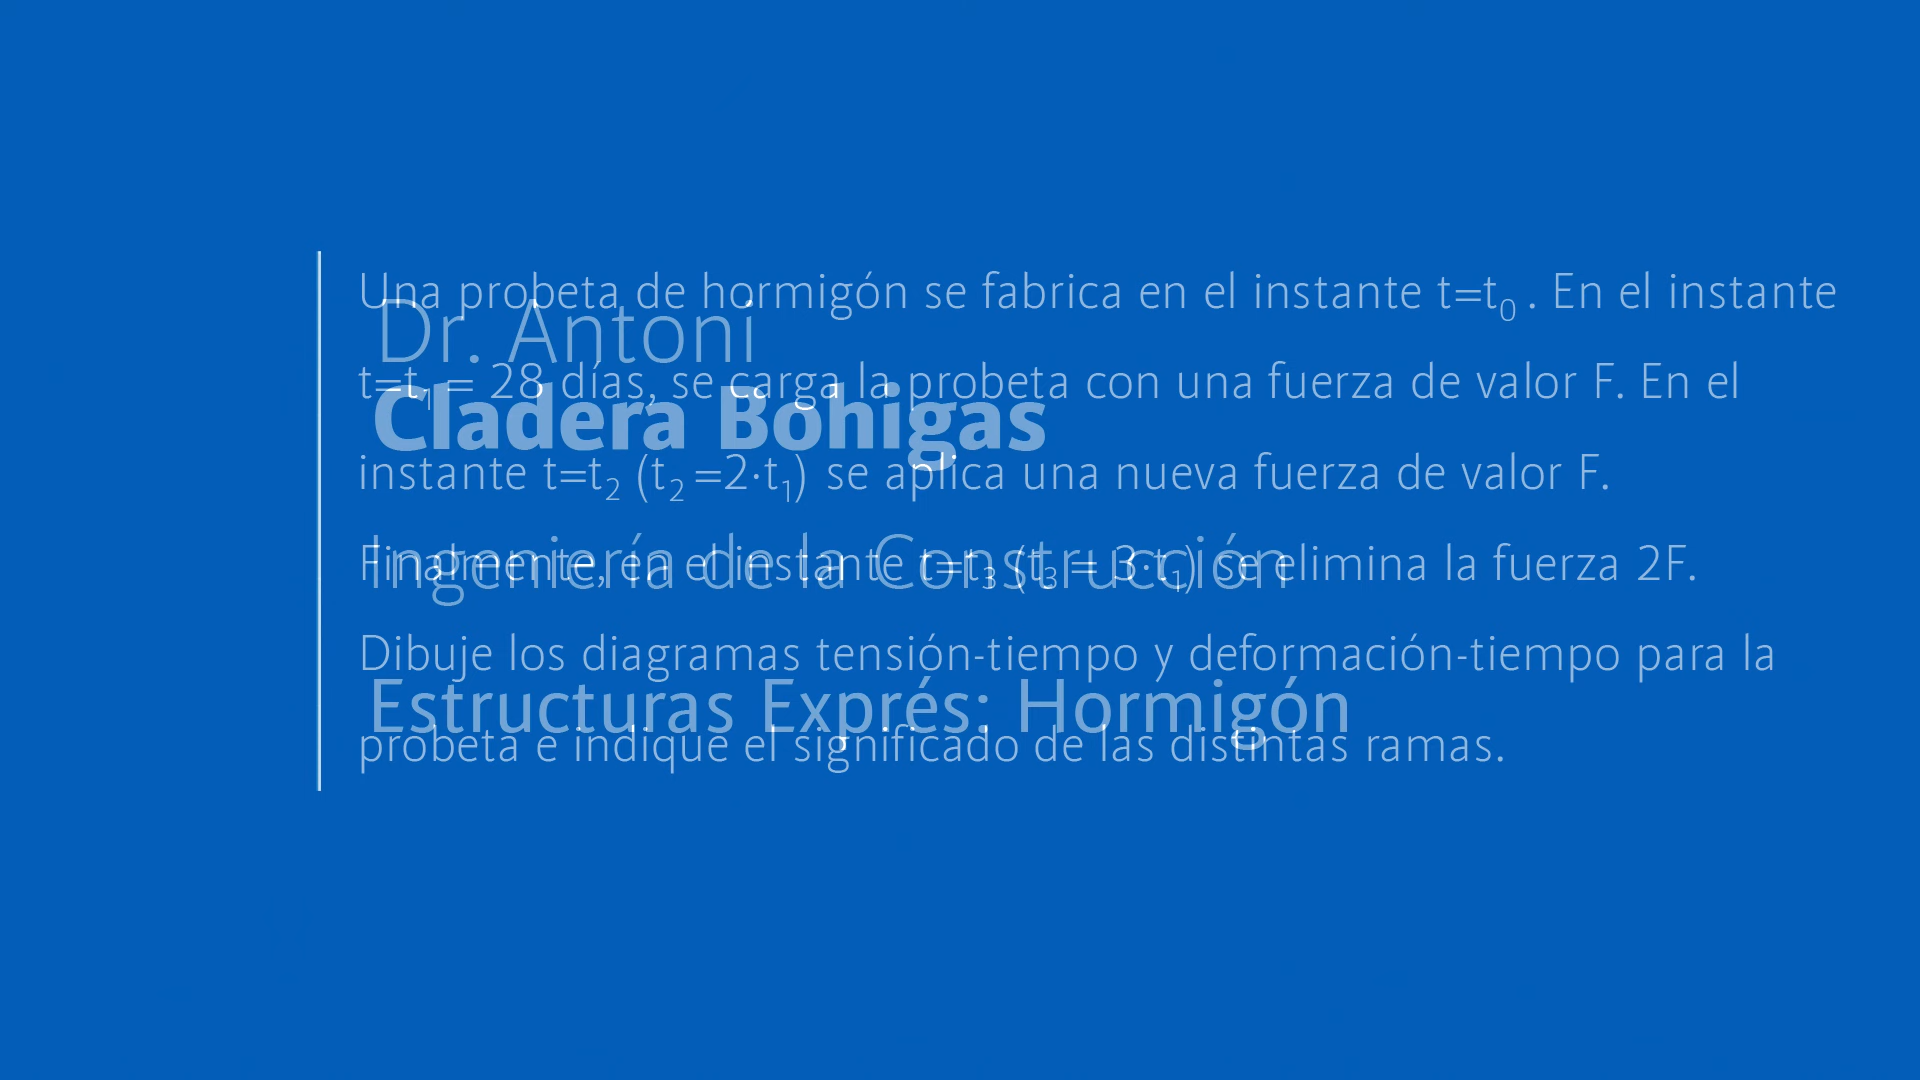 Una probeta de hormigón se fabrica en el instante t=t₀ . En el instante
t=t₁ = 28 días, se carga la probeta con una fuerza de valor F. En el
instante t=t₂ (t₂ =2·t₁) se aplica una nueva fuerza de valor F.
Finalmente, en el instante t=t₃ (t₃ = 3·t₁) se elimina la fuerza 2F.
Dibuje los diagramas tensión-tiempo y deformación-tiempo para la
probeta e indique el significado de las distintas ramas.
Dr. Antoni
Cladera Bohigas
Ingeniería de la Construcción
Estructuras Exprés: Hormigón